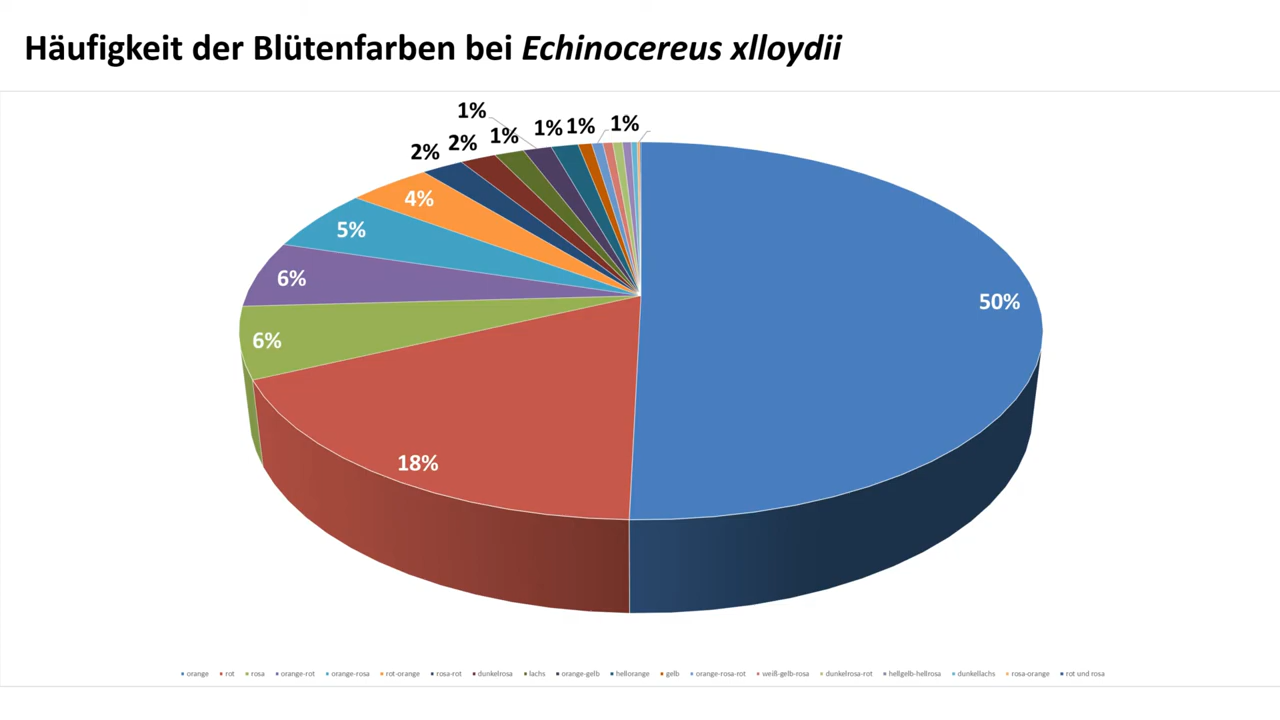 Häufigkeit der Blütenfarben bei Echinocereus xlloydii
1%
1% 1% 1%
2% 2% 1%
4%
5%
6%
50%
6%
18%
orange rot rosa orange-rot orange-rosa rot-orange rosa-rot dunkelrosa lachs orange-gelb hellorange gelb orange-rosa-rot weiß-gelb-rosa dunkelrosa-rot hellgelb-hellrosa dunkellachs rosa-orange rot und rosa